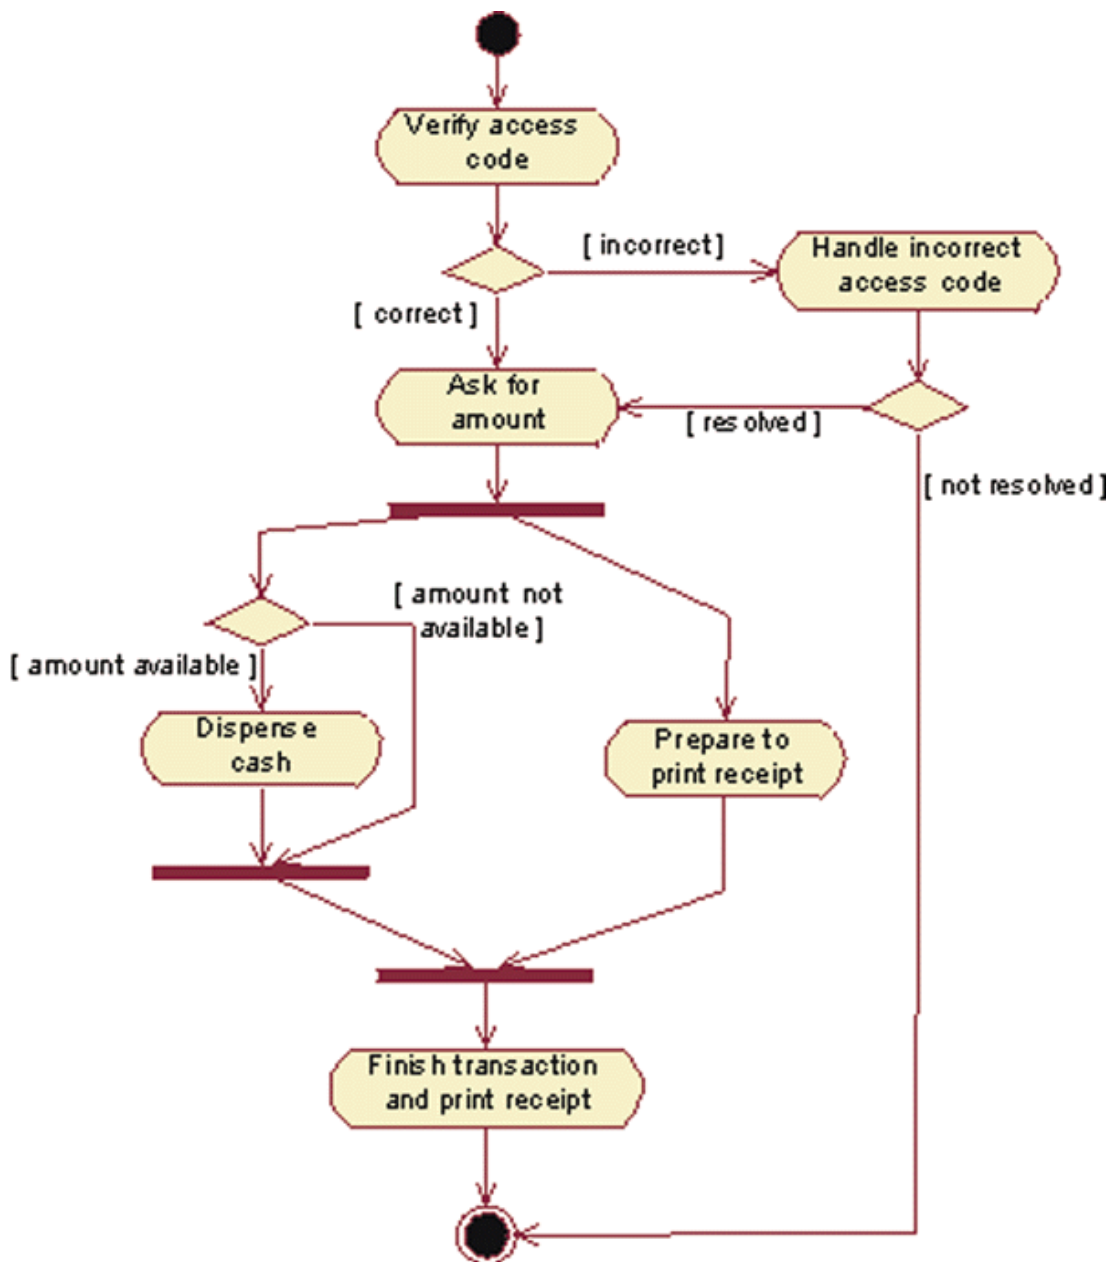 Verify access
code
[ incorrect ]
Handle incorrect
access code
[ correct ]
Ask for
amount
[ resolved ]
[ not resolved ]
[ amount not
available ]
[ amount available ]
Dispense
cash
Prepare to
print receipt
Finish transaction
and print receipt